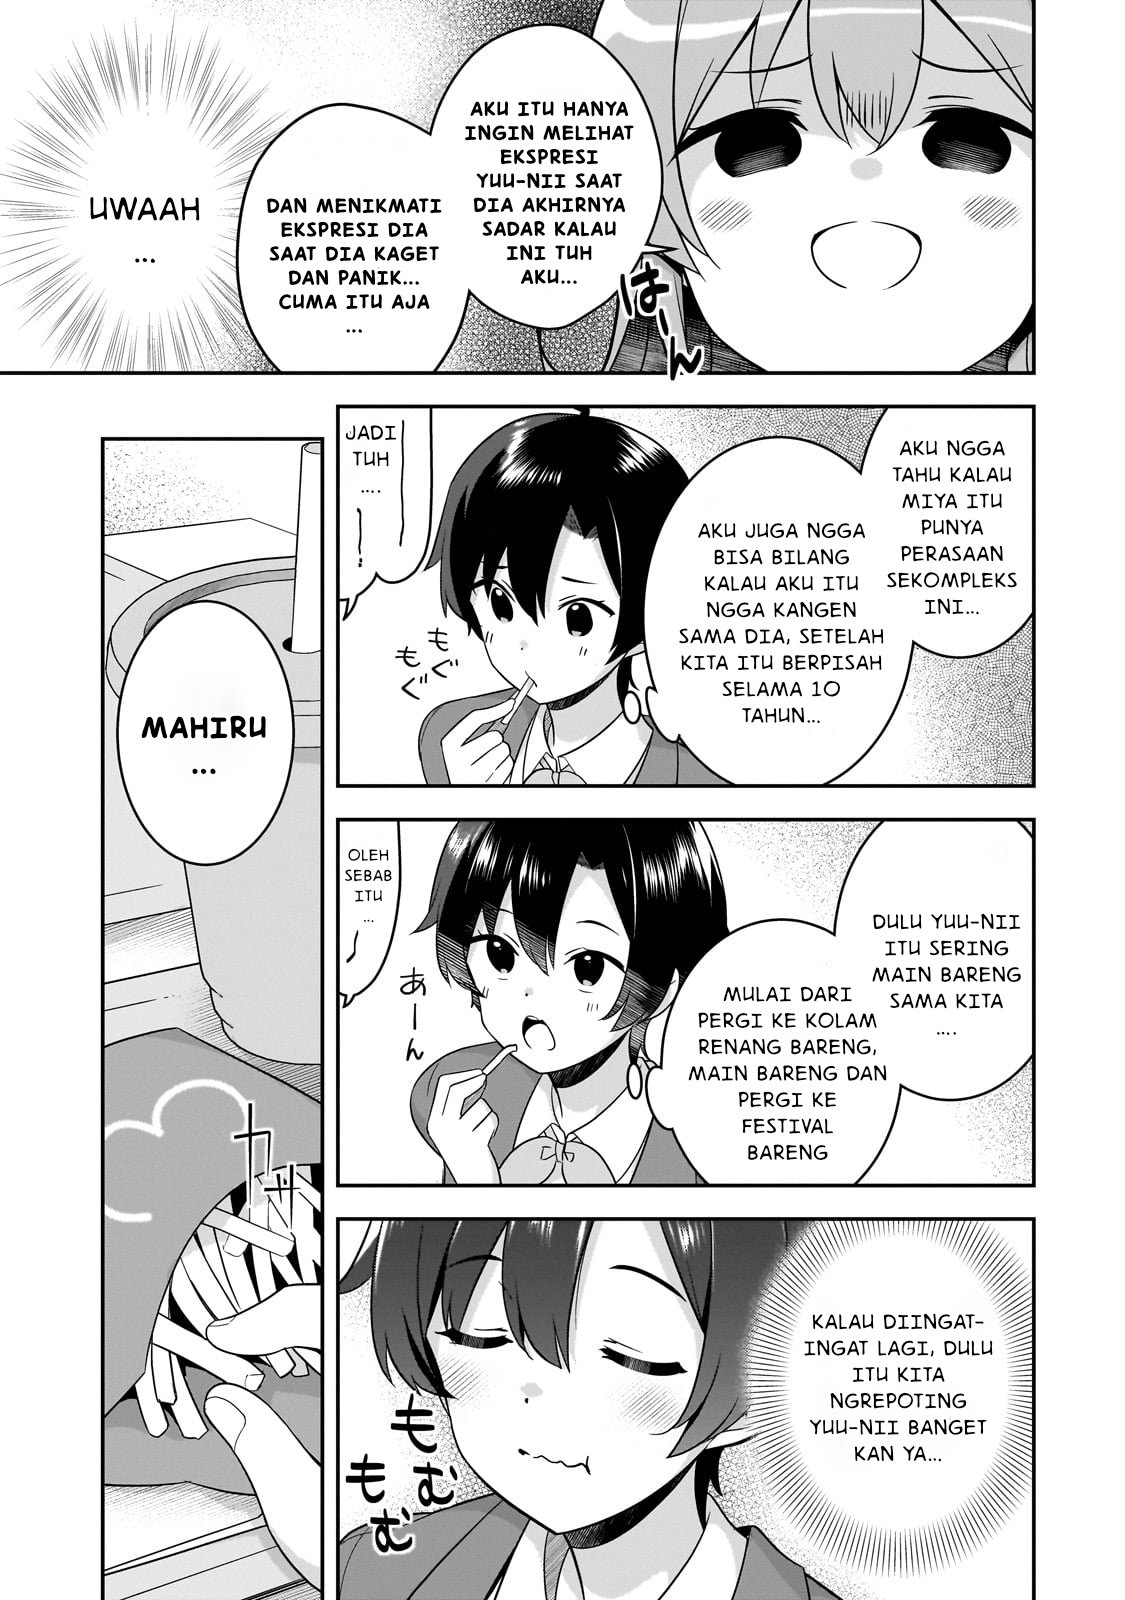 AKU ITU HANYA
INGIN MELIHAT
EKSPRESI
YUU-NII SAAT
DIA AKHIRNYA
SADAR KALAU
INI TUH
AKU...
DAN MENIKMATI
EKSPRESI DIA
SAAT DIA KAGET
DAN PANIK...
CUMA ITU AJA
...
UWAAH
...
はーん
AKU NGGA
TAHU KALAU
MIYA ITU
PUNYA
PERASAAN
SEKOMPLEKS
INI...
AKU JUGA NGGA
BISA BILANG
KALAU AKU ITU
NGGA KANGEN
SAMA DIA, SETELAH
KITA ITU BERPISAH
SELAMA 10
TAHUN...
もぐ
もぐ
JADI
TUH
....
DULU YUU-NII
ITU SERING
MAIN BARENG
SAMA KITA
....
MULAI DARI
PERGI KE KOLAM
RENANG BARENG,
MAIN BARENG DAN
PERGI KE
FESTIVAL
BARENG
あーん
OLEH
SEBAB
ITU
...
KALAU DIINGAT-
INGAT LAGI, DULU
ITU KITA
NGREPOTING
YUU-NII BANGET
KAN YA...
もむ
もむ
MAHIRU
...
カサ